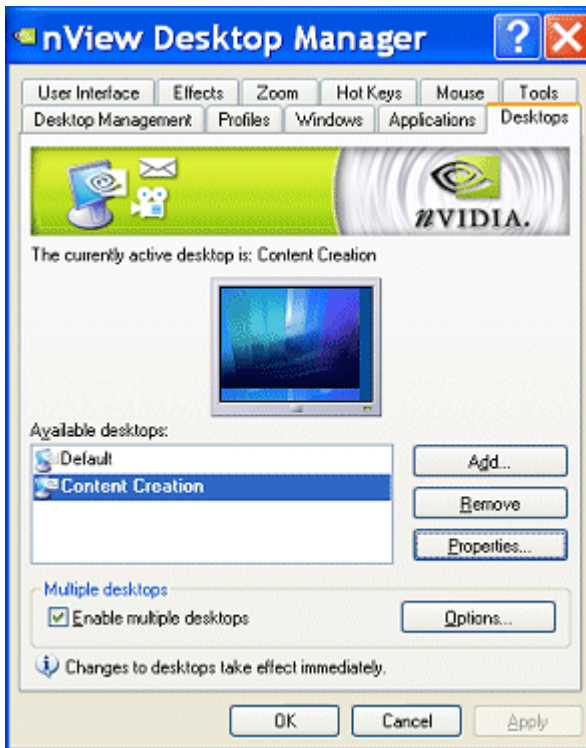 nView Desktop Manager
User Interface Effects Zoom Hot Keys Mouse Tools
Desktop Management Profiles Windows Applications Desktops
nVIDIA.
The currently active desktop is: Content Creation
Available desktops:
Default
Content Creation
Add...
Remove
Properties...
Multiple desktops
Enable multiple desktops
Options...
Changes to desktops take effect immediately.
OK Cancel Apply